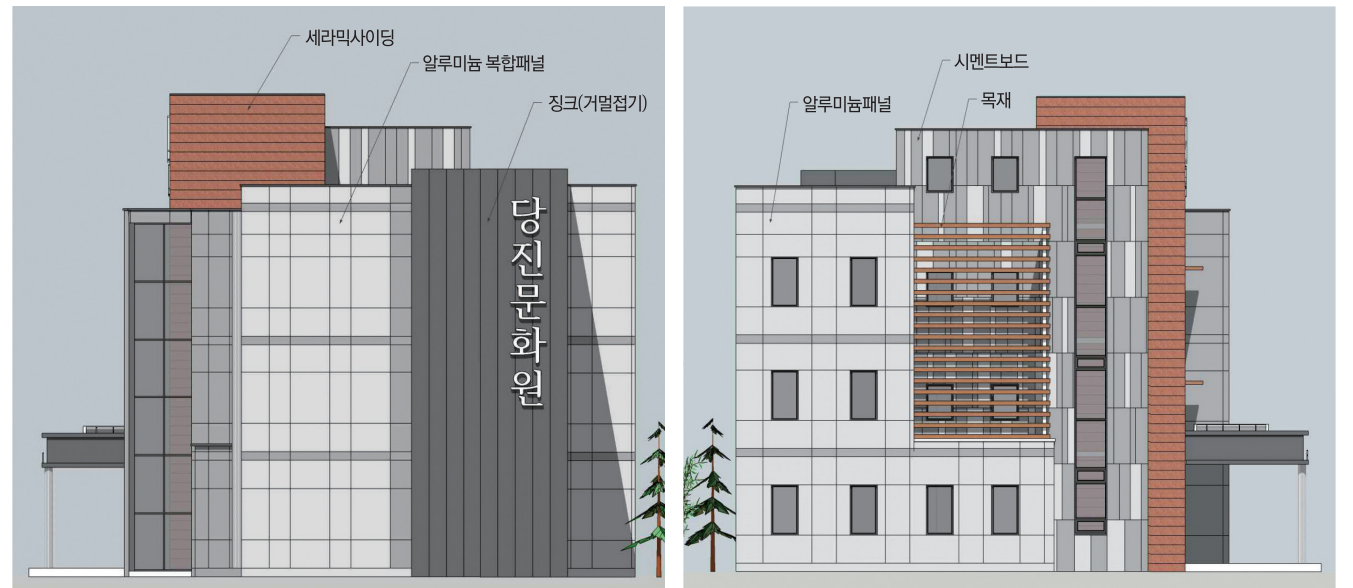 세라믹사이딩
알루미늄 복합패널
징크(거멀접기)
당진문화원
시멘트보드
알루미늄패널
목재